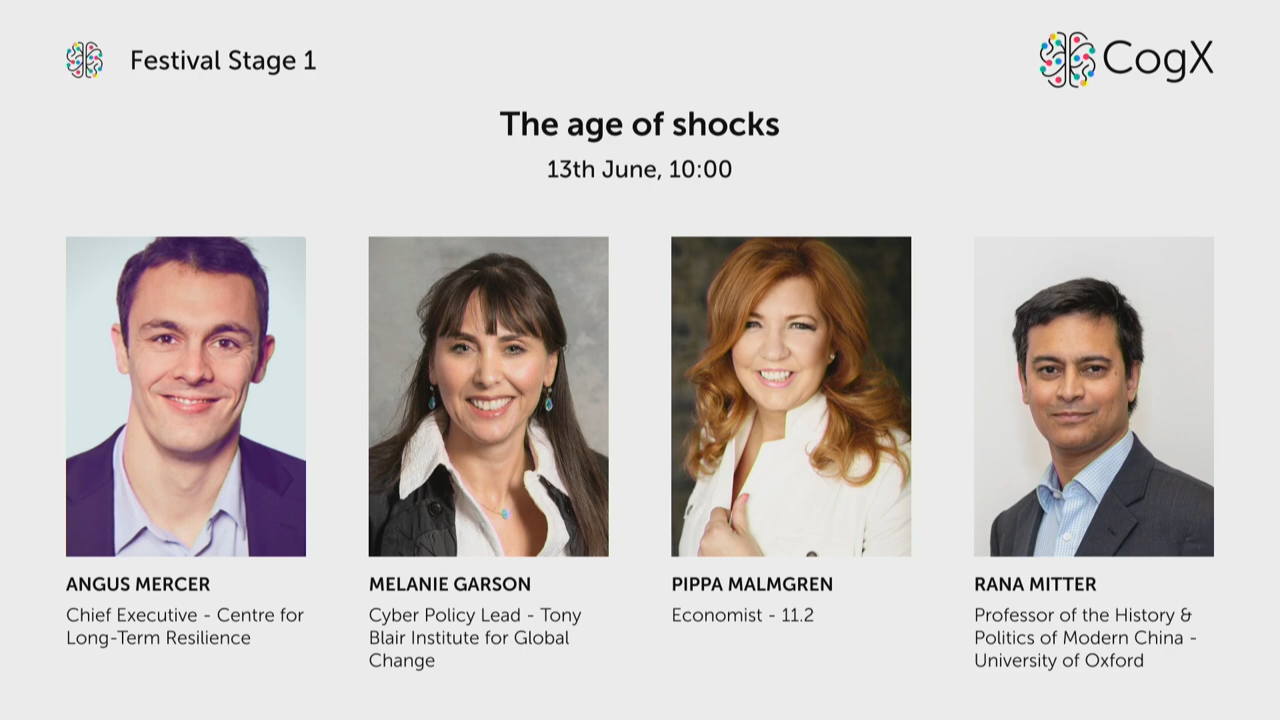 Festival Stage 1
CogX
The age of shocks
13th June, 10:00
ANGUS MERCER
Chief Executive - Centre for
Long-Term Resilience
MELANIE GARSON
Cyber Policy Lead - Tony
Blair Institute for Global
Change
PIPPA MALMGREN
Economist - 11.2
RANA MITTER
Professor of the History &
Politics of Modern China -
University of Oxford